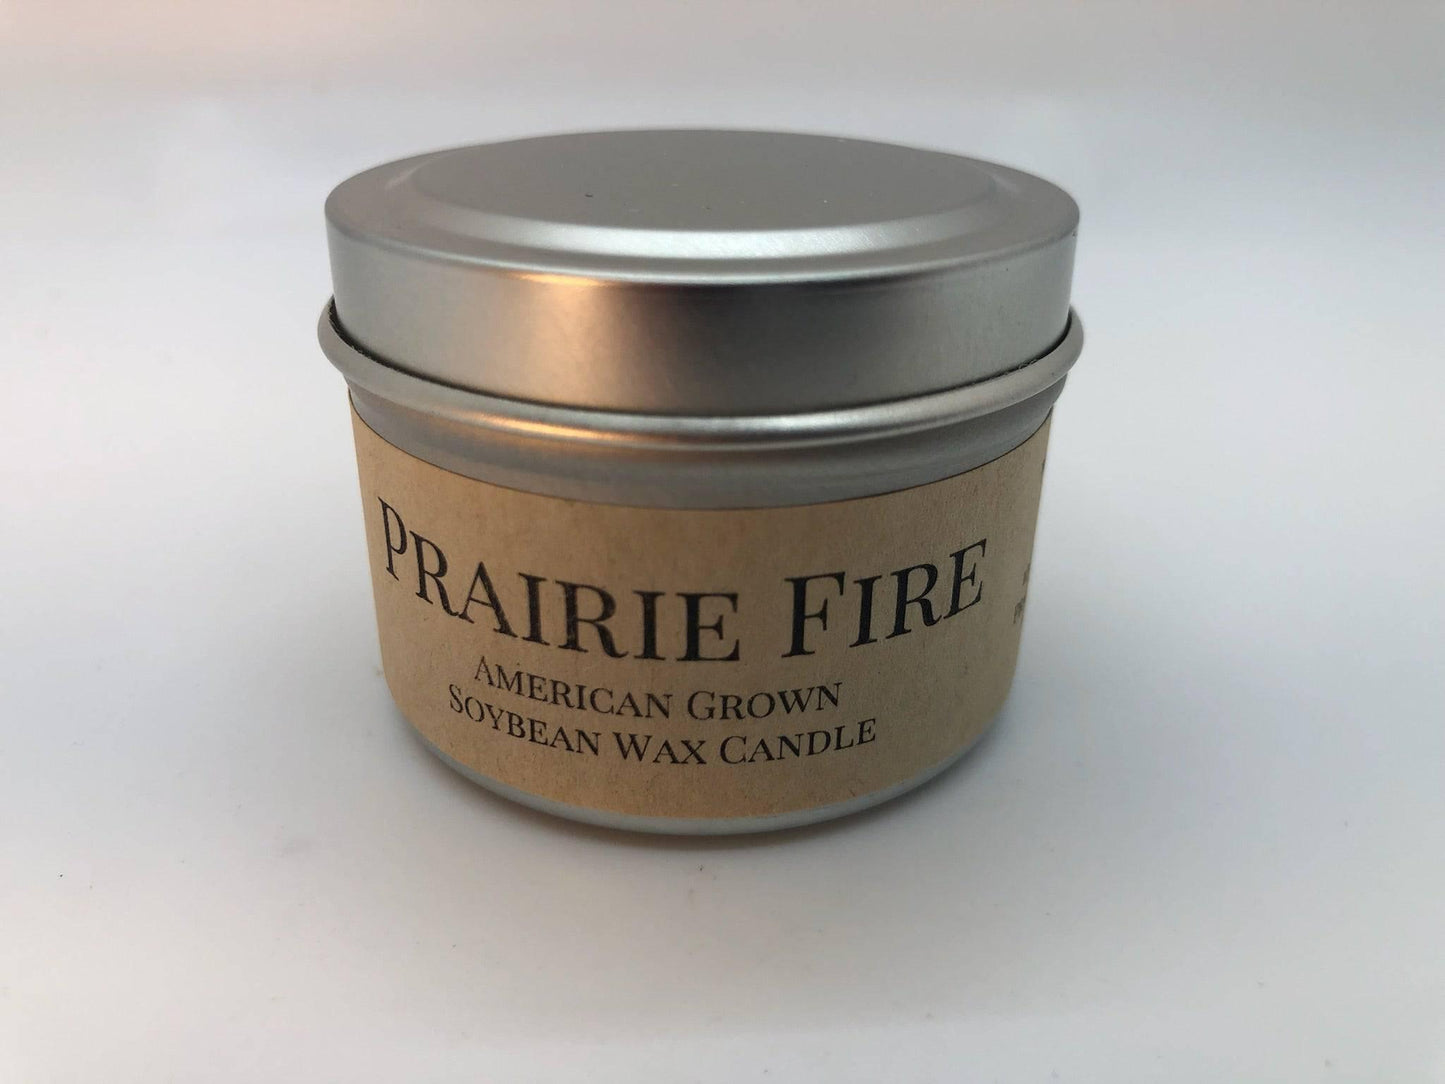 PRAIRIE FIRE
AMERICAN GROWN
SOYBEAN WAX CANDLE